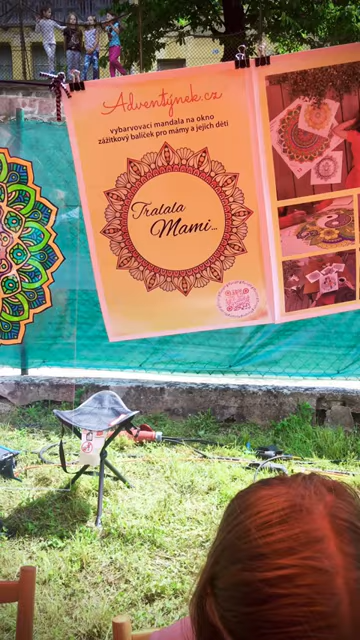 Adventýnek.cz
vybarvovací mandala na okno
zážitkový balíček pro mámy a jejich děti
Tralala
Mami...